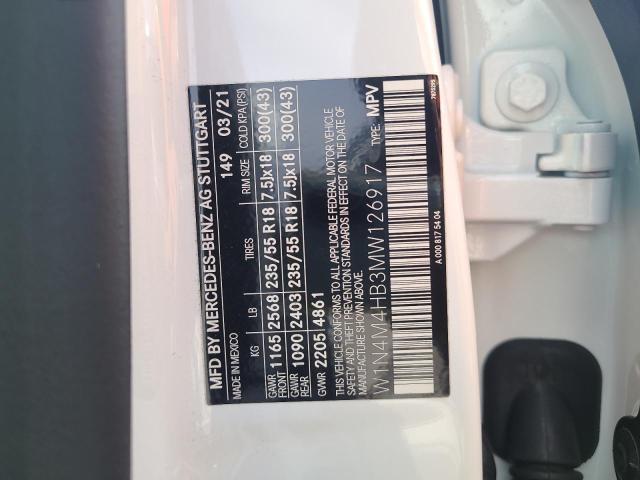 MFD BY MERCEDES-BENZ AG STUTTGART
MADE IN MEXICO 149 03/21
KG LB TIRES RIM SIZE COLD KPA (PSI)
GAWR FRONT 1165 2568 235/55 R18 7.5Jx18 300(43)
GAWR REAR 1090 2403 235/55 R18 7.5Jx18 300(43)
GVWR 2205 4861
THIS VEHICLE CONFORMS TO ALL APPLICABLE FEDERAL MOTOR VEHICLE
SAFETY AND THEFT PREVENTION STANDARDS IN EFFECT ON THE DATE OF
MANUFACTURE SHOWN ABOVE.
W1N4M4HB3MW126917 TYPE: MPV
A 000 817 54 04